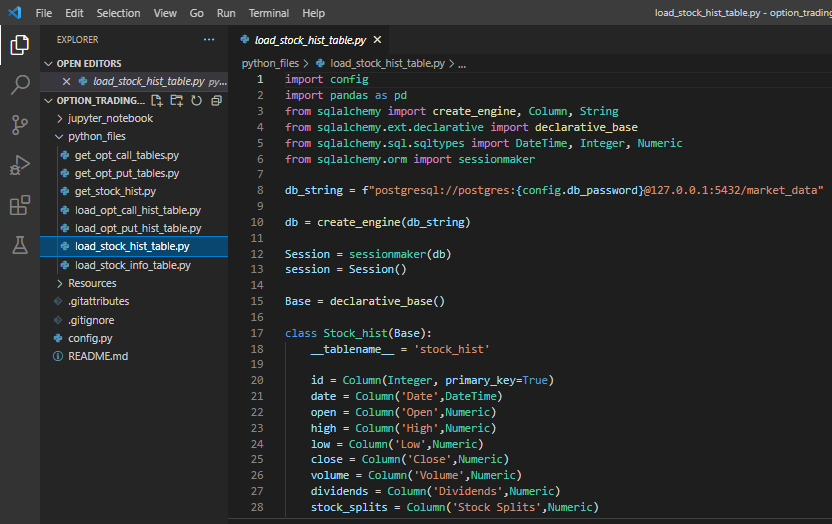 File Edit Selection View Go Run Terminal Help
load_stock_hist_table.py - option_trading
EXPLORER ...
OPEN EDITORS
load_stock_hist_table.py py...
OPTION_TRADING...
jupyter_notebook
python_files
get_opt_call_tables.py
get_opt_put_tables.py
get_stock_hist.py
load_opt_call_hist_table.py
load_opt_put_hist_table.py
load_stock_hist_table.py
load_stock_info_table.py
Resources
.gitattributes
.gitignore
config.py
README.md
load_stock_hist_table.py
python_files > load_stock_hist_table.py > ...
1 import config
2 import pandas as pd
3 from sqlalchemy import create_engine, Column, String
4 from sqlalchemy.ext.declarative import declarative_base
5 from sqlalchemy.sql.sqltypes import DateTime, Integer, Numeric
6 from sqlalchemy.orm import sessionmaker
7
8 db_string = f"postgresql://postgres:{config.db_password}@127.0.0.1:5432/market_data"
9
10 db = create_engine(db_string)
11
12 Session = sessionmaker(db)
13 session = Session()
14
15 Base = declarative_base()
16
17 class Stock_hist(Base):
18 __tablename__ = 'stock_hist'
19
20 id = Column(Integer, primary_key=True)
21 date = Column('Date',DateTime)
22 open = Column('Open',Numeric)
23 high = Column('High',Numeric)
24 low = Column('Low',Numeric)
25 close = Column('Close',Numeric)
26 volume = Column('Volume',Numeric)
27 dividends = Column('Dividends',Numeric)
28 stock_splits = Column('Stock Splits',Numeric)